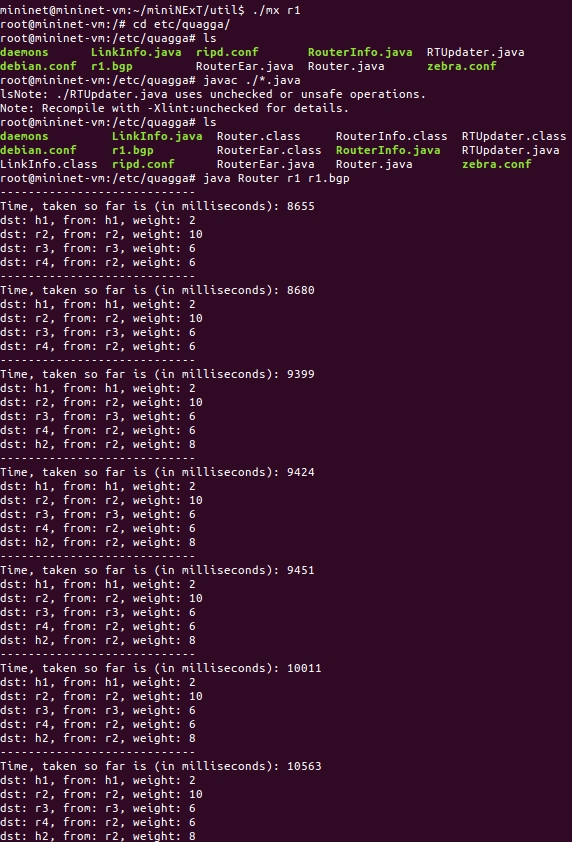 mininet@mininet-vm:~/miniNExT/util$ ./mx r1
root@mininet-vm:/# cd etc/quagga/
root@mininet-vm:/etc/quagga# ls
daemons LinkInfo.java ripd.conf RouterInfo.java RTUpdater.java
debian.conf r1.bgp RouterEar.java Router.java zebra.conf
root@mininet-vm:/etc/quagga# javac ./*.java
lsNote: ./RTUpdater.java uses unchecked or unsafe operations.
Note: Recompile with -Xlint:unchecked for details.
root@mininet-vm:/etc/quagga# ls
daemons LinkInfo.java Router.class RouterInfo.class RTUpdater.class
debian.conf r1.bgp RouterEar.class RouterInfo.java RTUpdater.java
LinkInfo.class ripd.conf RouterEar.java Router.java zebra.conf
root@mininet-vm:/etc/quagga# java Router r1 r1.bgp
----------------------------
Time, taken so far is (in milliseconds): 8655
dst: h1, from: h1, weight: 2
dst: r2, from: r2, weight: 10
dst: r3, from: r3, weight: 6
dst: r4, from: r2, weight: 6
----------------------------
Time, taken so far is (in milliseconds): 8680
dst: h1, from: h1, weight: 2
dst: r2, from: r2, weight: 10
dst: r3, from: r3, weight: 6
dst: r4, from: r2, weight: 6
----------------------------
Time, taken so far is (in milliseconds): 9399
dst: h1, from: h1, weight: 2
dst: r2, from: r2, weight: 10
dst: r3, from: r3, weight: 6
dst: r4, from: r2, weight: 6
dst: h2, from: r2, weight: 8
----------------------------
Time, taken so far is (in milliseconds): 9424
dst: h1, from: h1, weight: 2
dst: r2, from: r2, weight: 10
dst: r3, from: r3, weight: 6
dst: r4, from: r2, weight: 6
dst: h2, from: r2, weight: 8
----------------------------
Time, taken so far is (in milliseconds): 9451
dst: h1, from: h1, weight: 2
dst: r2, from: r2, weight: 10
dst: r3, from: r3, weight: 6
dst: r4, from: r2, weight: 6
dst: h2, from: r2, weight: 8
----------------------------
Time, taken so far is (in milliseconds): 10011
dst: h1, from: h1, weight: 2
dst: r2, from: r2, weight: 10
dst: r3, from: r3, weight: 6
dst: r4, from: r2, weight: 6
dst: h2, from: r2, weight: 8
----------------------------
Time, taken so far is (in milliseconds): 10563
dst: h1, from: h1, weight: 2
dst: r2, from: r2, weight: 10
dst: r3, from: r3, weight: 6
dst: r4, from: r2, weight: 6
dst: h2, from: r2, weight: 8